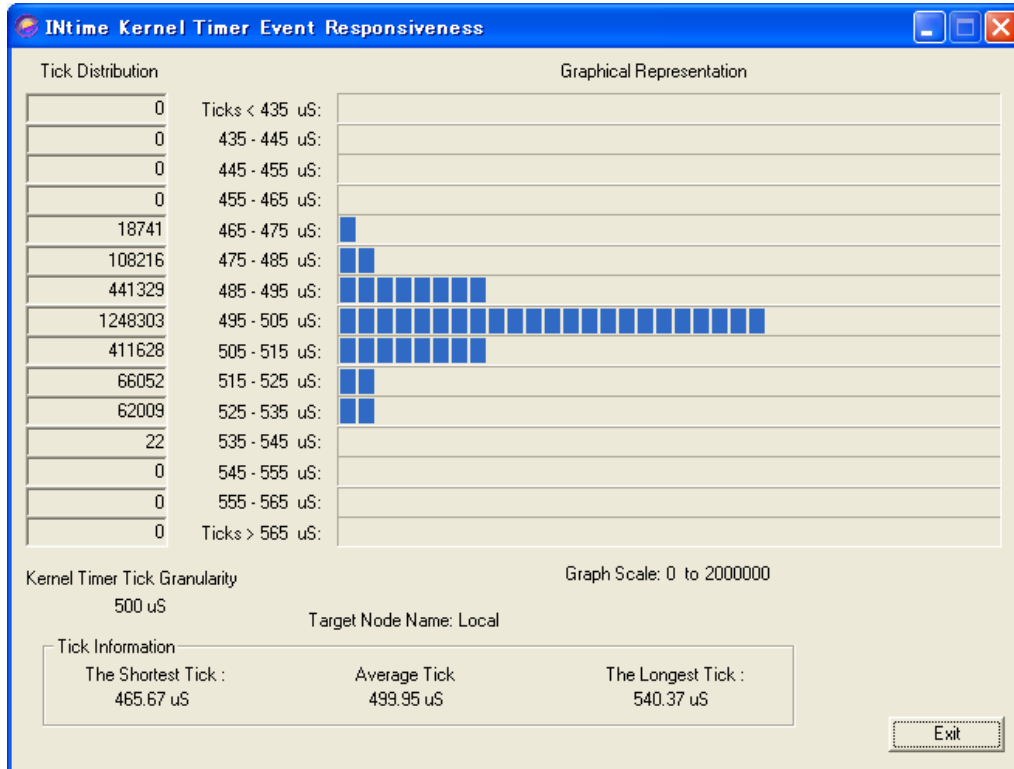 INtime Kernel Timer Event Responsiveness
Tick Distribution Graphical Representation
0 Ticks < 435 uS:
0 435 - 445 uS:
0 445 - 455 uS:
0 455 - 465 uS:
18741 465 - 475 uS:
108216 475 - 485 uS:
441329 485 - 495 uS:
1248303 495 - 505 uS:
411628 505 - 515 uS:
66052 515 - 525 uS:
62009 525 - 535 uS:
22 535 - 545 uS:
0 545 - 555 uS:
0 555 - 565 uS:
0 Ticks > 565 uS:
Kernel Timer Tick Granularity Graph Scale: 0 to 2000000
500 uS
Target Node Name: Local
Tick Information
The Shortest Tick : Average Tick The Longest Tick :
465.67 uS 499.95 uS 540.37 uS
Exit